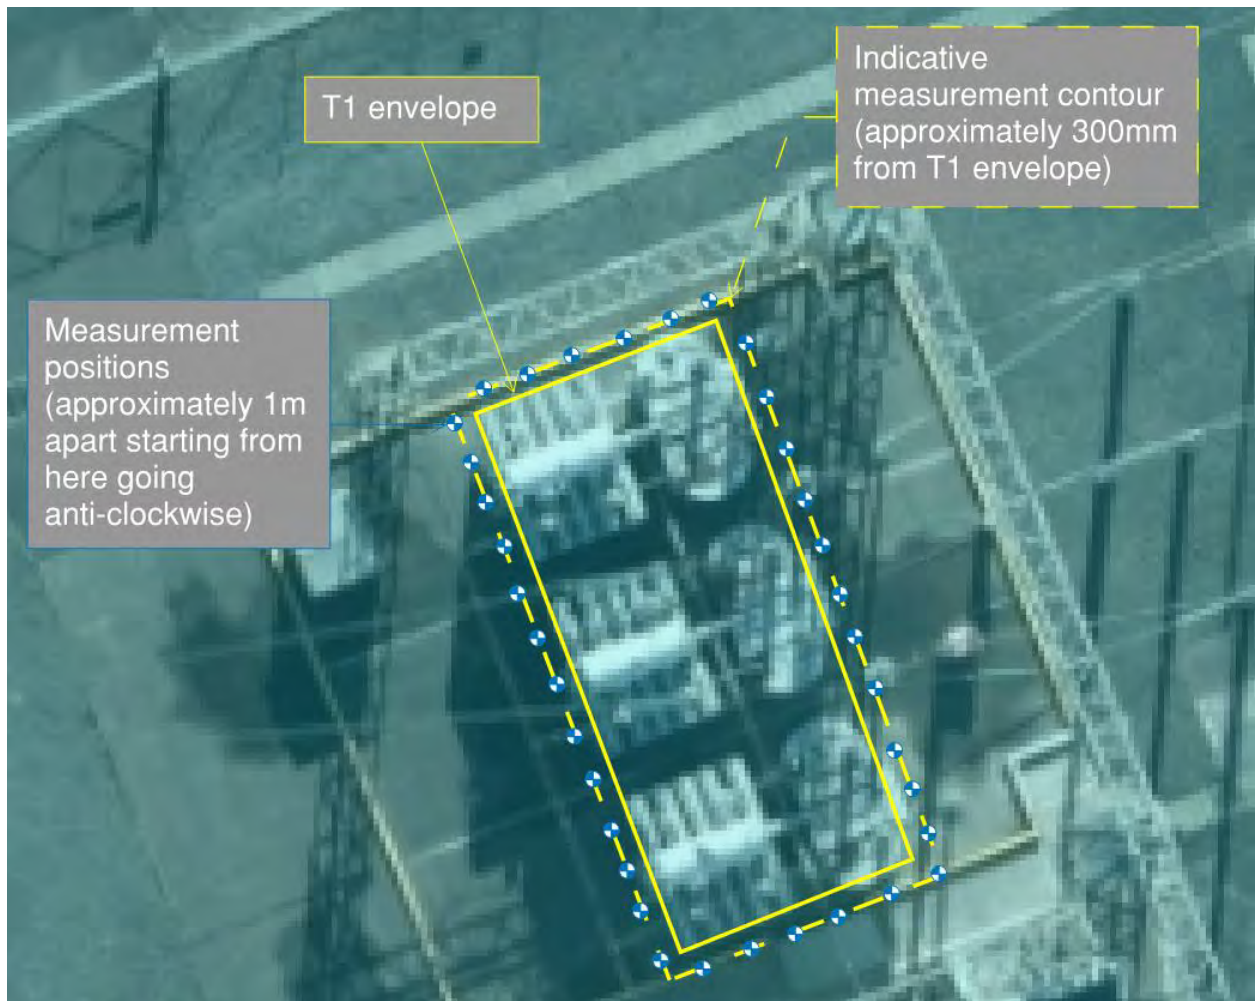 T1 envelope
Indicative
measurement contour
(approximately 300mm
from T1 envelope)
Measurement
positions
(approximately 1m
apart starting from
here going
anti-clockwise)